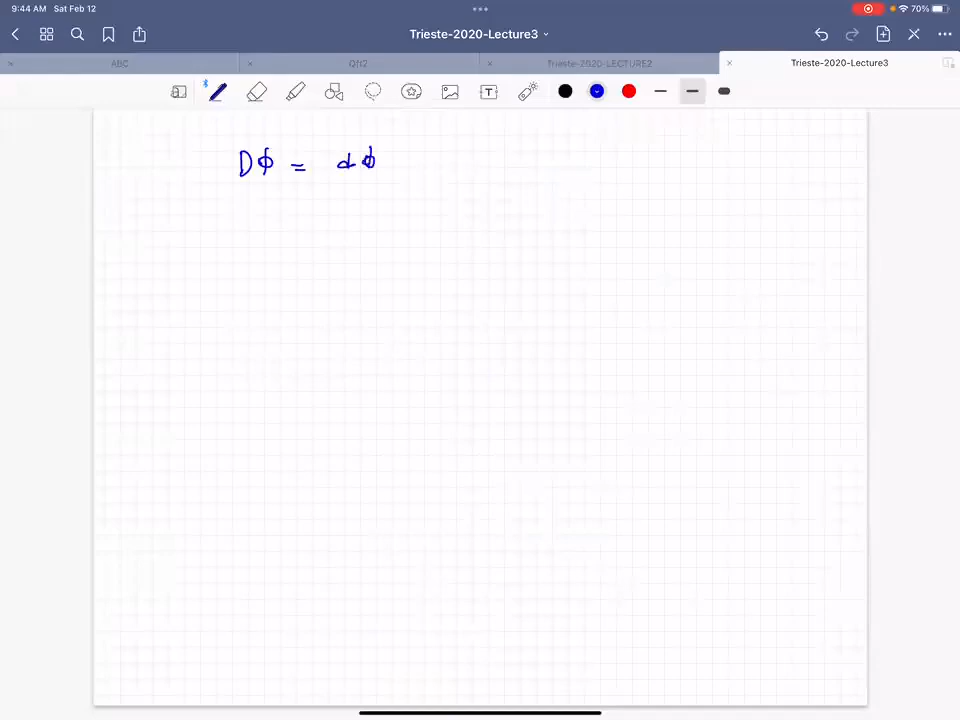 9:44 AM Sat Feb 12
70%
Trieste-2020-Lecture3
ABC
Qft2
Trieste-2020-LECTURE2
Trieste-2020-Lecture3
T
Dϕ = dϕ